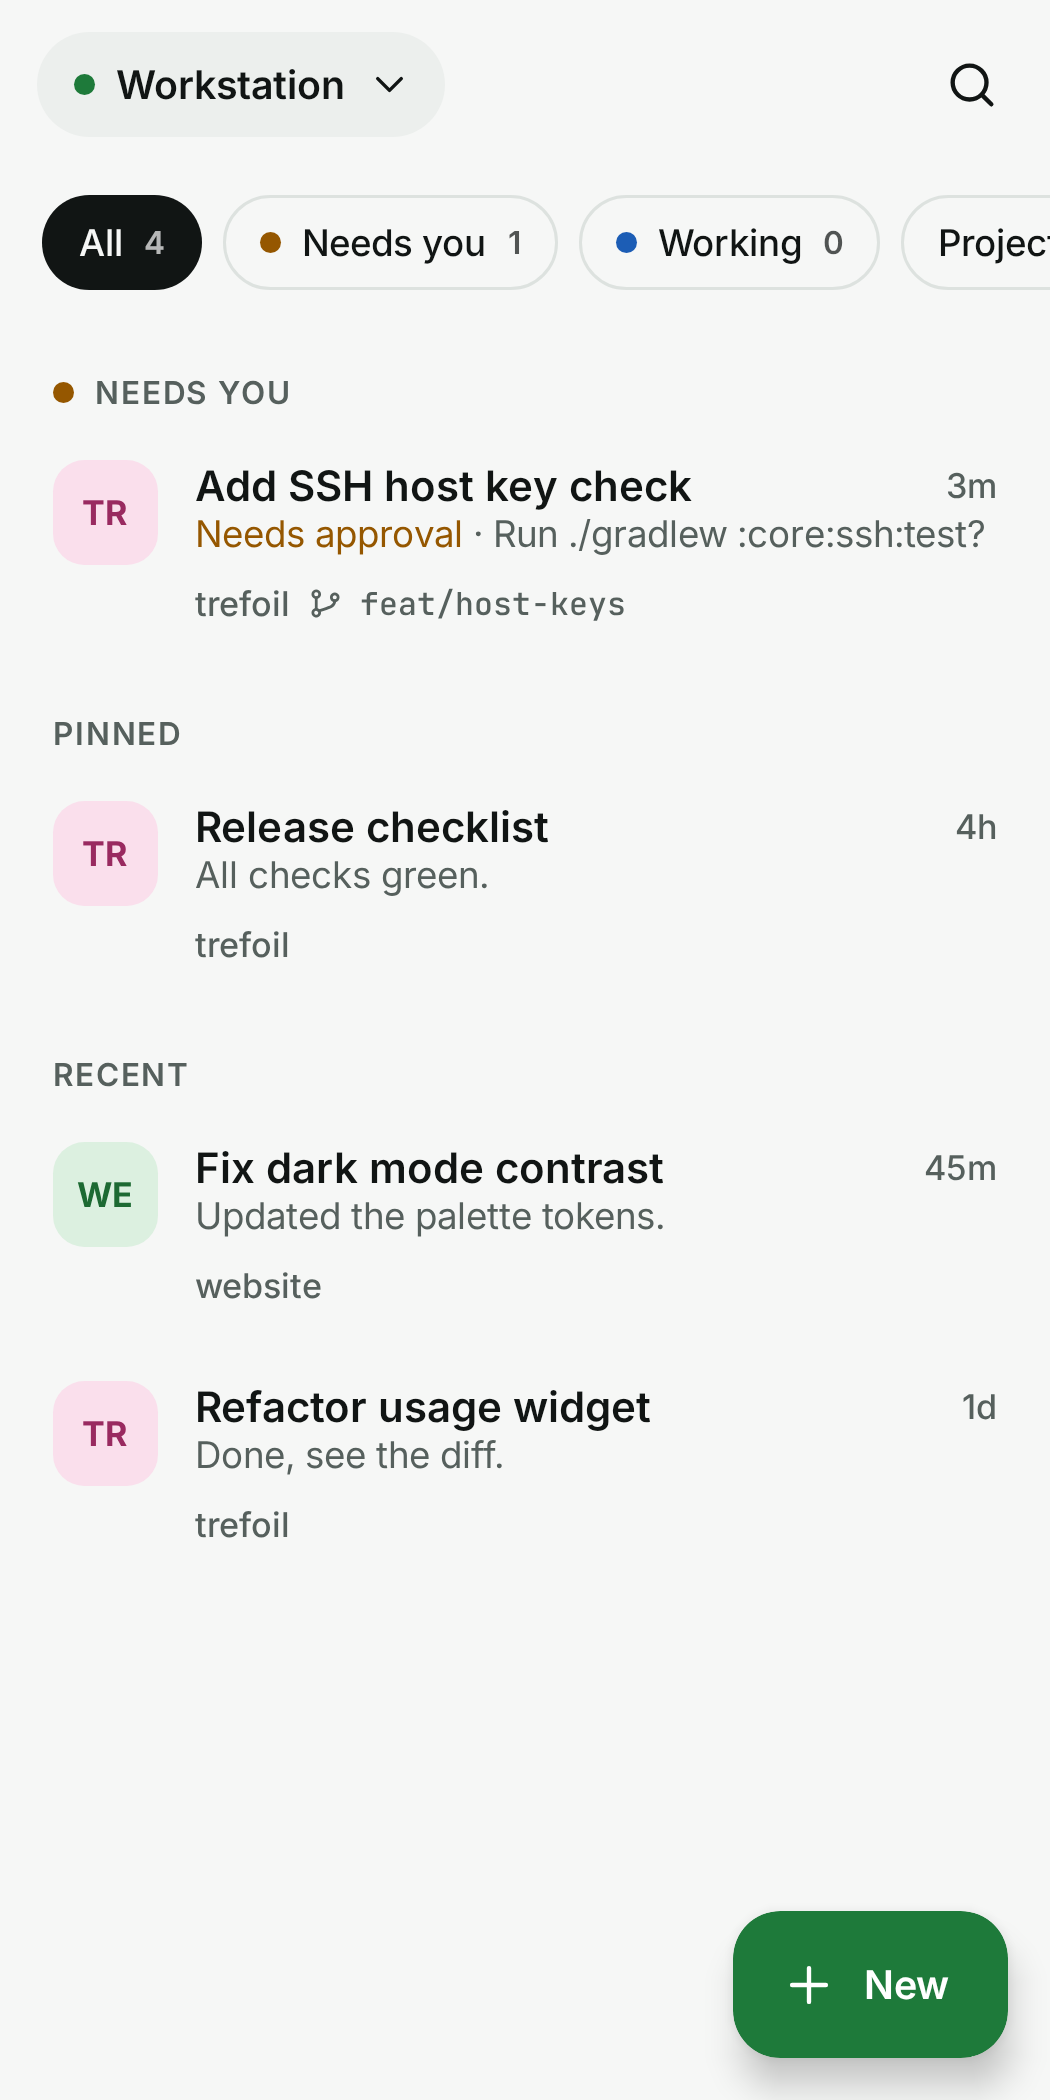 Workstation
All 4
Needs you 1
Working 0
Project
NEEDS YOU
TR
Add SSH host key check
3m
Needs approval · Run ./gradlew :core:ssh:test?
trefoil feat/host-keys
PINNED
TR
Release checklist
4h
All checks green.
trefoil
RECENT
WE
Fix dark mode contrast
45m
Updated the palette tokens.
website
TR
Refactor usage widget
1d
Done, see the diff.
trefoil
New